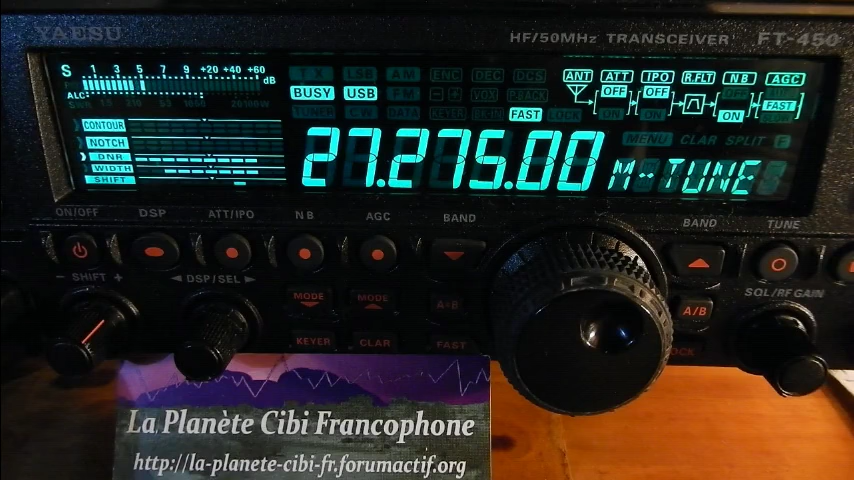 YAESU HF/50MHz TRANSCEIVER FT-450
S 1 3 5 7 9 +20 +40 +60 dB
ALC
TX LSB AM ENC DEC DCS
BUSY USB FM VOX P.BACK
TUNER CW DATA KEYER FAST LOCK
ANT ATT IPO R.FLT NB AGC
OFF OFF FAST
ON ON
CONTOUR
NOTCH
DNR
WIDTH
SHIFT
MENU CLAR SPLIT F
27.275.00 M-TUNE
ON/OFF DSP ATT/IPO NB AGC BAND BAND TUNE
− SHIFT + ◄ DSP/SEL ► MODE MODE A=B A/B SQL/RF GAIN
KEYER CLAR FAST LOCK
La Planète Cibi Francophone
http://la-planete-cibi-fr.forumactif.org